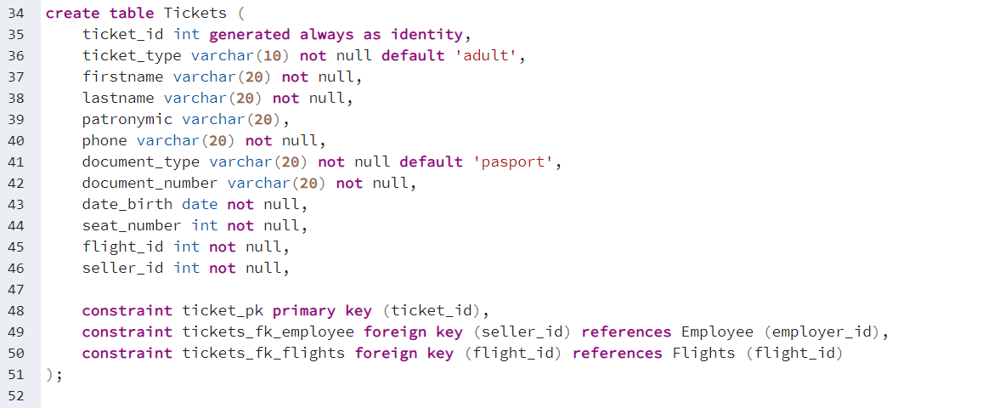 34 create table Tickets (
35 ticket_id int generated always as identity,
36 ticket_type varchar(10) not null default 'adult',
37 firstname varchar(20) not null,
38 lastname varchar(20) not null,
39 patronymic varchar(20),
40 phone varchar(20) not null,
41 document_type varchar(20) not null default 'pasport',
42 document_number varchar(20) not null,
43 date_birth date not null,
44 seat_number int not null,
45 flight_id int not null,
46 seller_id int not null,
47
48 constraint ticket_pk primary key (ticket_id),
49 constraint tickets_fk_employee foreign key (seller_id) references Employee (employer_id),
50 constraint tickets_fk_flights foreign key (flight_id) references Flights (flight_id)
51 );
52